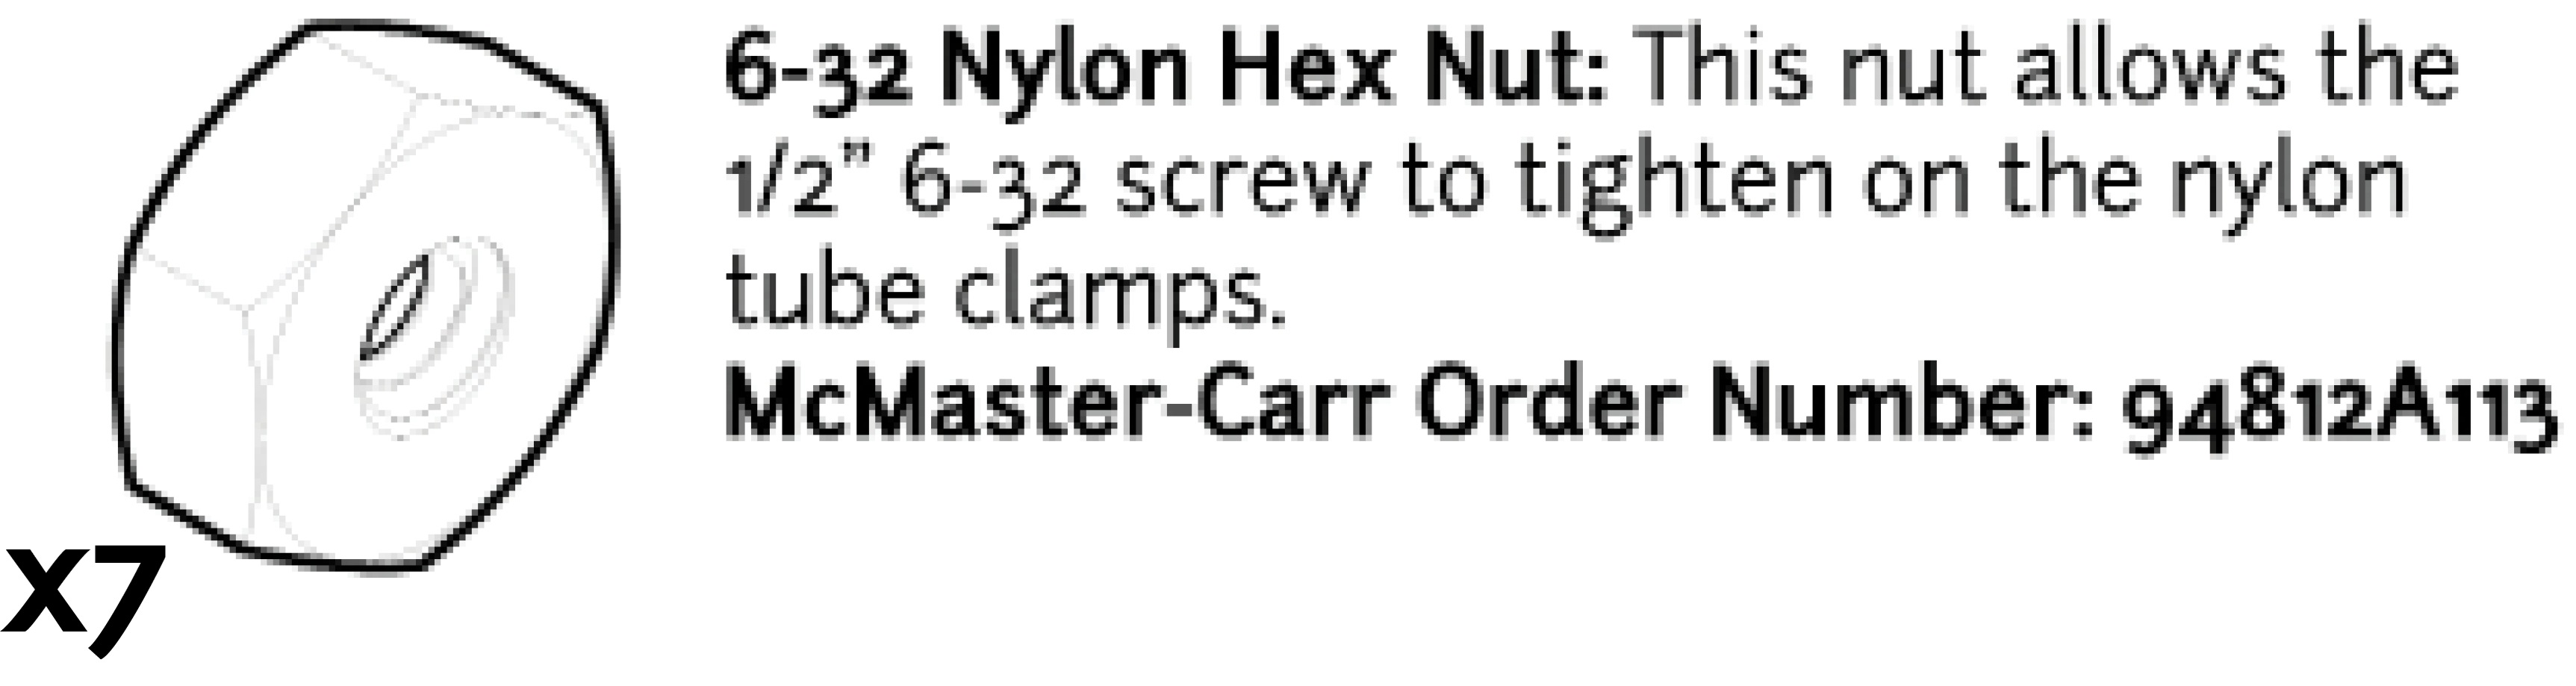 6-32 Nylon Hex Nut: This nut allows the
1/2” 6-32 screw to tighten on the nylon
tube clamps.
McMaster-Carr Order Number: 94812A113
x7